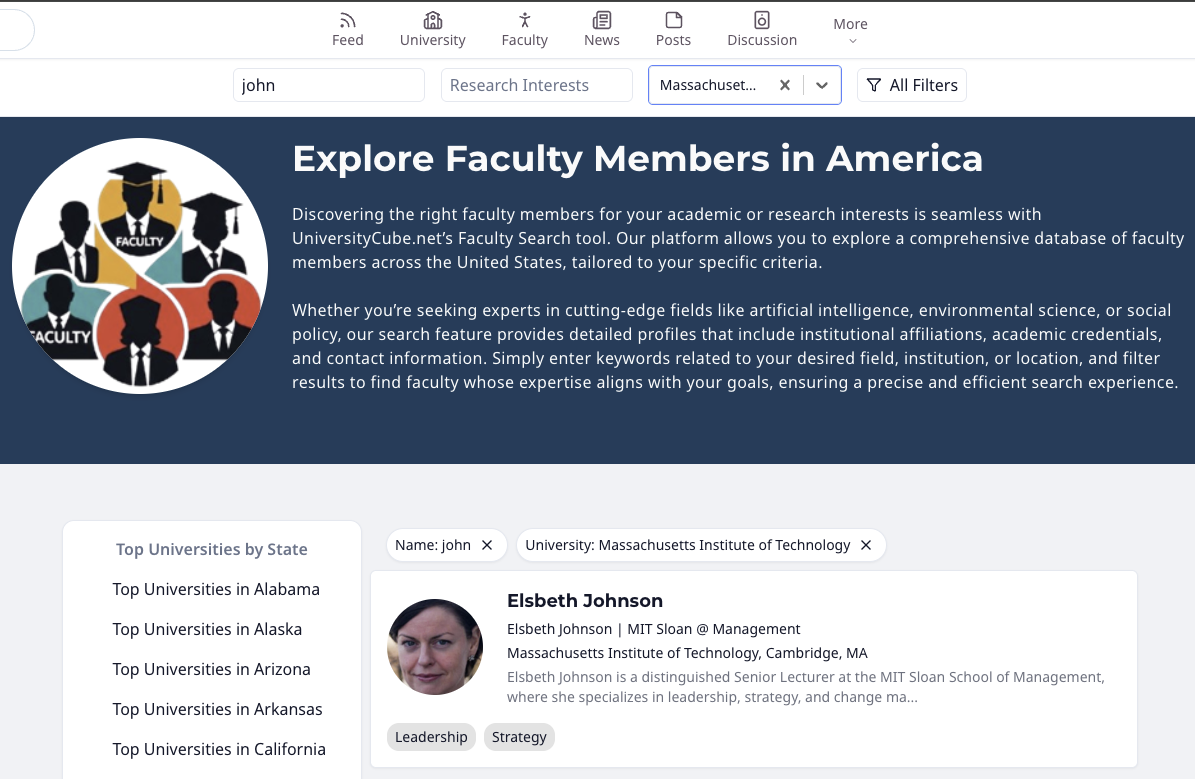 Feed
University
Faculty
News
Posts
Discussion
More
john
Research Interests
Massachuset...
All Filters
FACULTY
FACULTY
Explore Faculty Members in America
Discovering the right faculty members for your academic or research interests is seamless with
UniversityCube.net’s Faculty Search tool. Our platform allows you to explore a comprehensive database of faculty
members across the United States, tailored to your specific criteria.
Whether you’re seeking experts in cutting-edge fields like artificial intelligence, environmental science, or social
policy, our search feature provides detailed profiles that include institutional affiliations, academic credentials,
and contact information. Simply enter keywords related to your desired field, institution, or location, and filter
results to find faculty whose expertise aligns with your goals, ensuring a precise and efficient search experience.
Top Universities by State
Top Universities in Alabama
Top Universities in Alaska
Top Universities in Arizona
Top Universities in Arkansas
Top Universities in California
Name: john
University: Massachusetts Institute of Technology
Elsbeth Johnson
Elsbeth Johnson | MIT Sloan @ Management
Massachusetts Institute of Technology, Cambridge, MA
Elsbeth Johnson is a distinguished Senior Lecturer at the MIT Sloan School of Management,
where she specializes in leadership, strategy, and change ma...
Leadership
Strategy